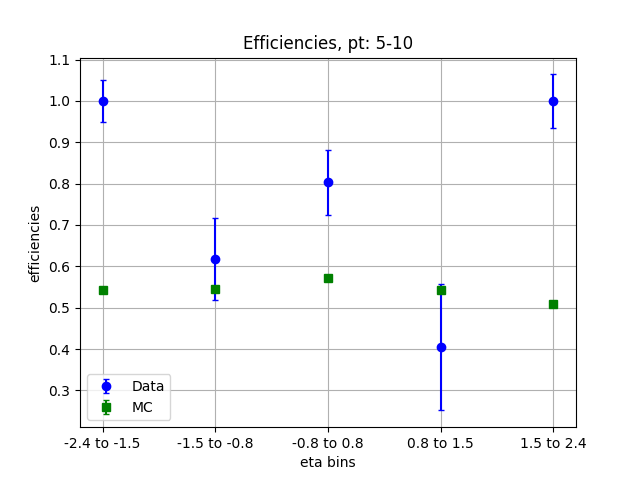 Efficiencies, pt: 5-10
1.1
1.0
0.9
0.8
0.7
0.6
0.5
0.4
0.3
efficiencies
Data
MC
-2.4 to -1.5
-1.5 to -0.8
-0.8 to 0.8
0.8 to 1.5
1.5 to 2.4
eta bins